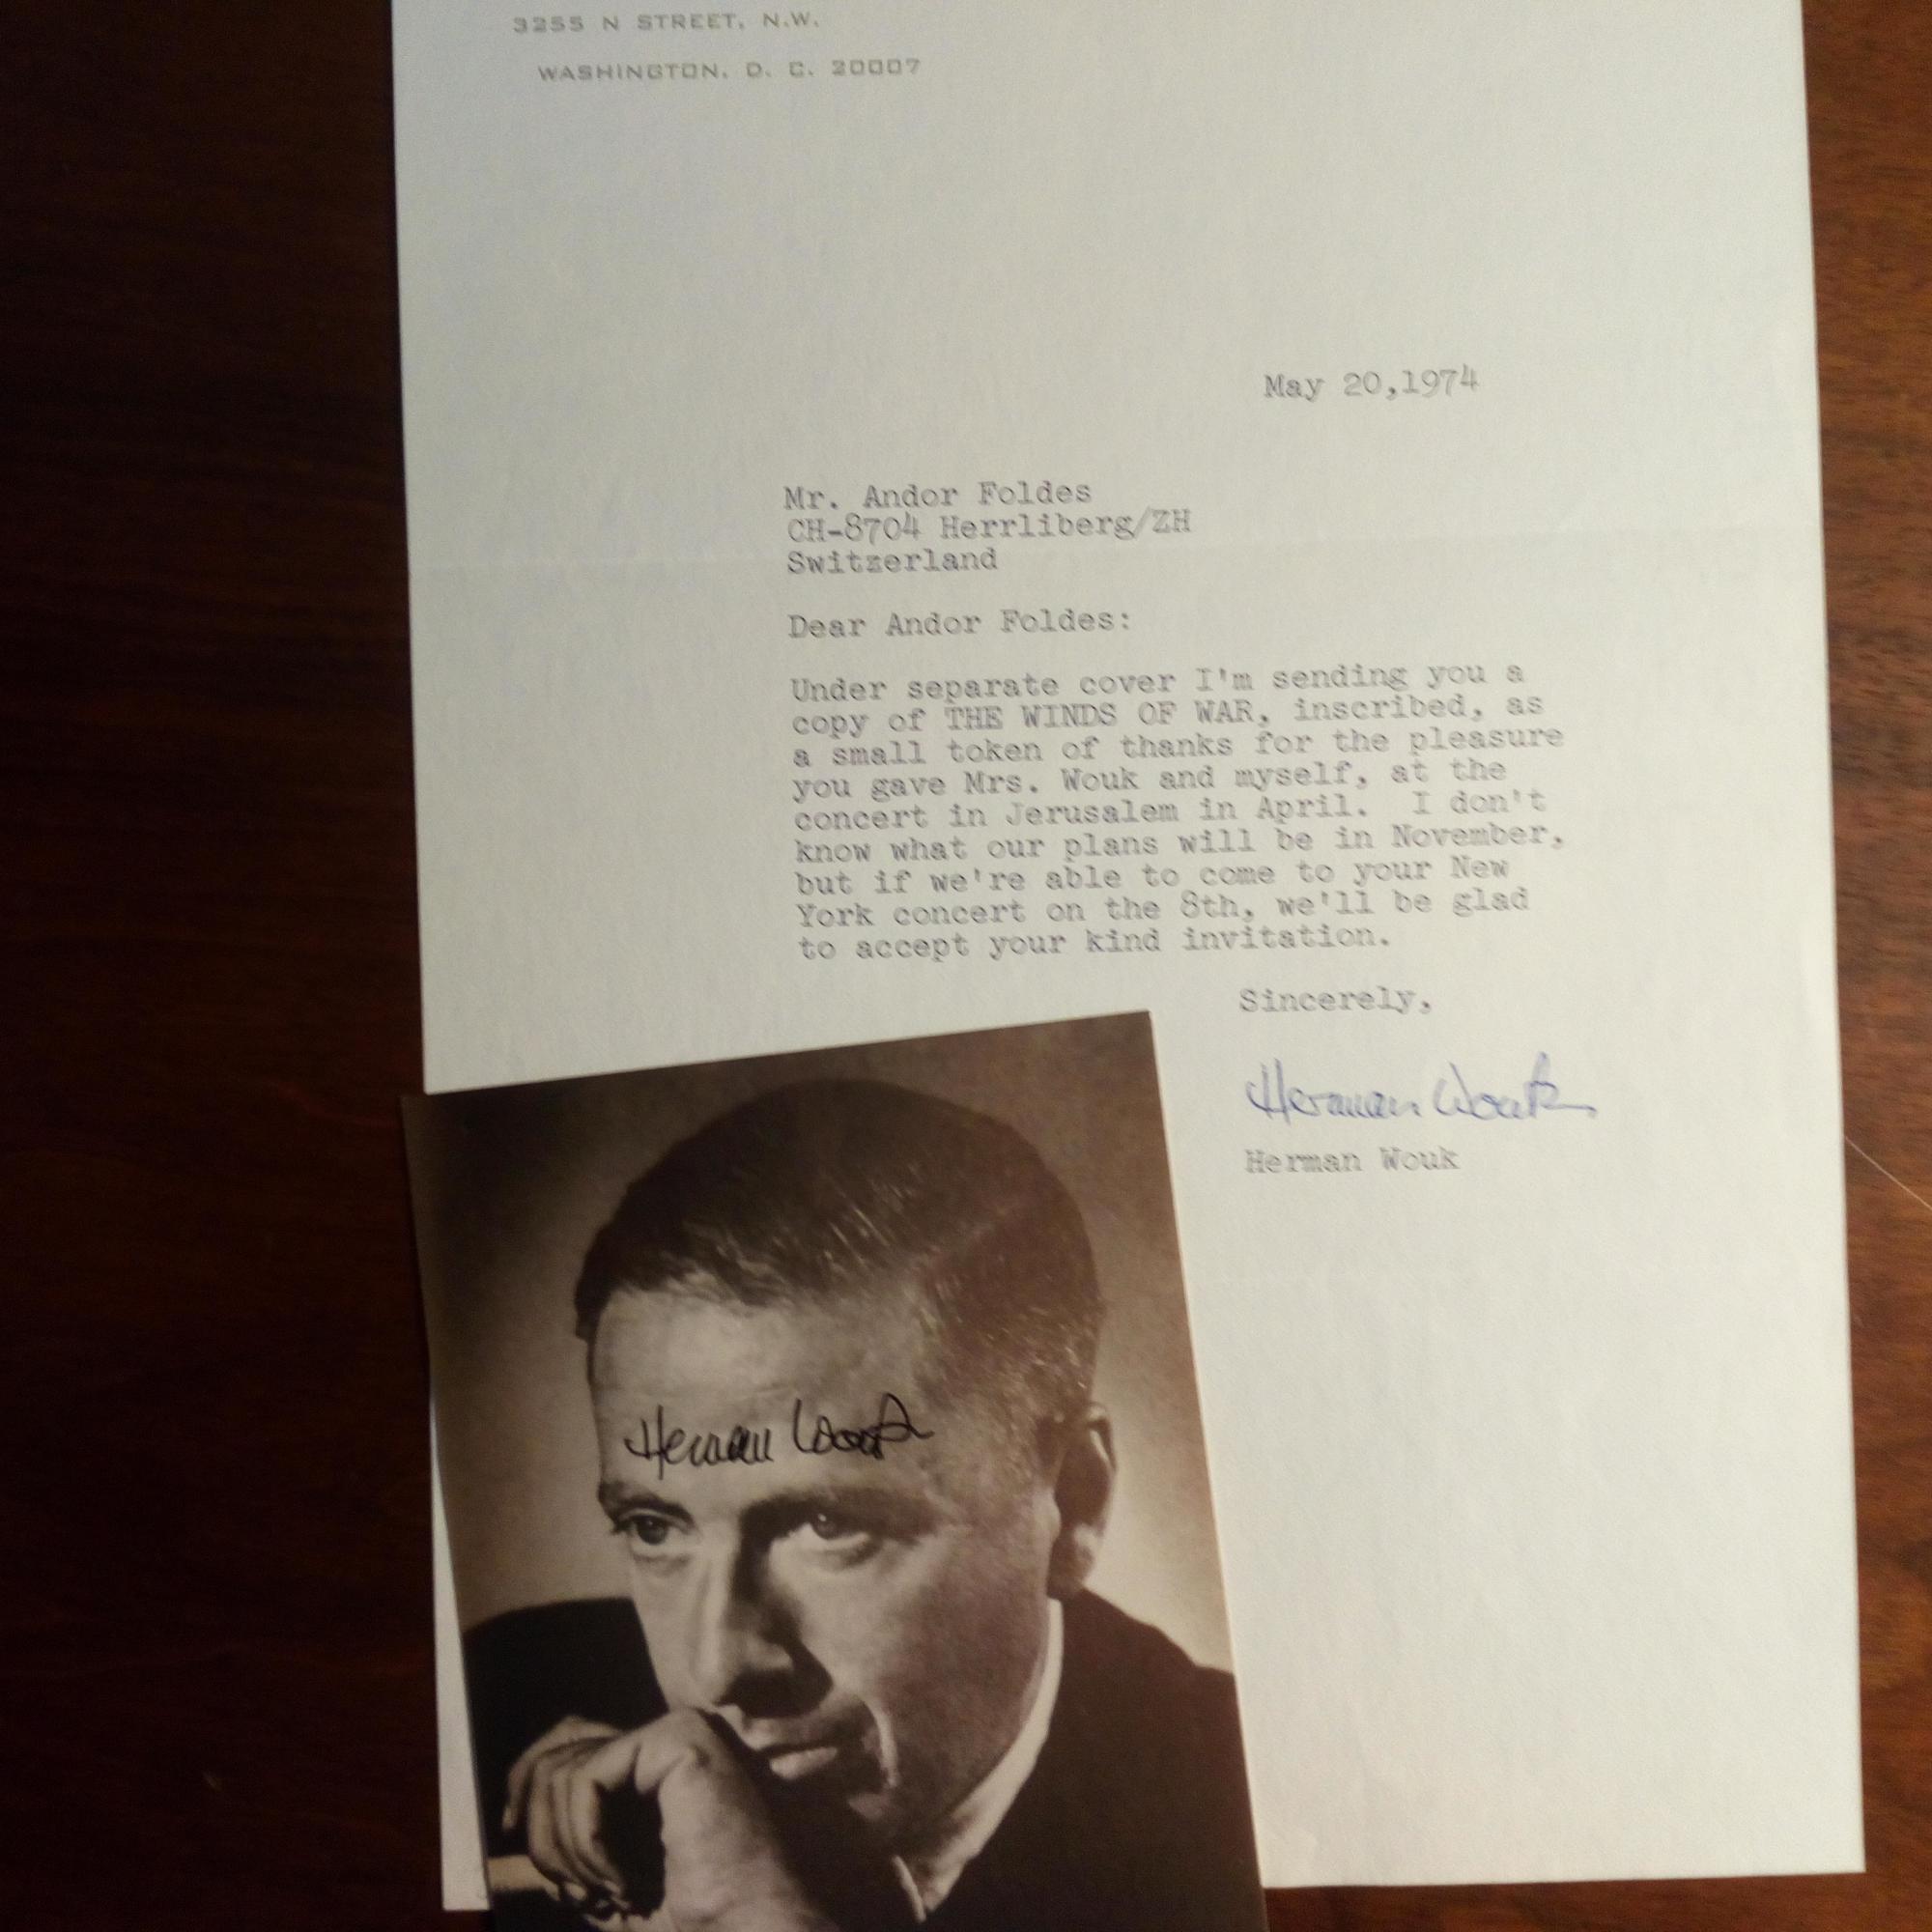 3255 N STREET, N.W.
WASHINGTON, D. C. 20007
May 20,1974
Mr. Andor Foldes
CH-8704 Herrliberg/ZH
Switzerland
Dear Andor Foldes:
Under separate cover I'm sending you a
copy of THE WINDS OF WAR, inscribed, as
a small token of thanks for the pleasure
you gave Mrs. Wouk and myself, at the
concert in Jerusalem in April. I don't
know what our plans will be in November,
but if we're able to come to your New
York concert on the 8th, we'll be glad
to accept your kind invitation.
Sincerely,
Herman Wouk
Herman Wouk
Herman Wouk